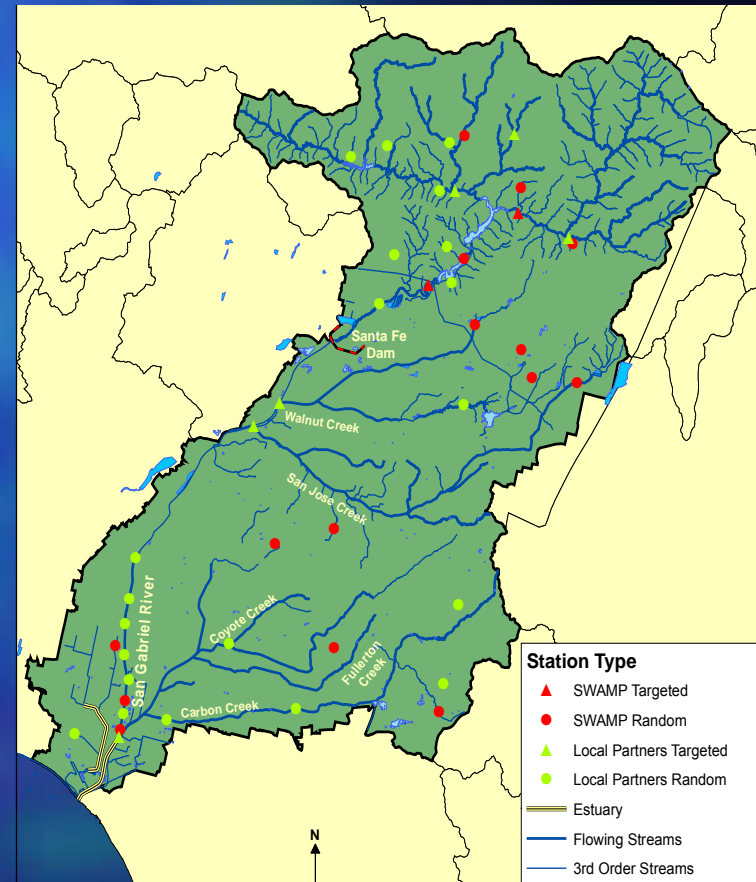 Santa Fe
Dam
Walnut Creek
San Jose Creek
San Gabriel River
Coyote Creek
Fullerton
Creek
Carbon Creek
N
Station Type
SWAMP Targeted
SWAMP Random
Local Partners Targeted
Local Partners Random
Estuary
Flowing Streams
3rd Order Streams